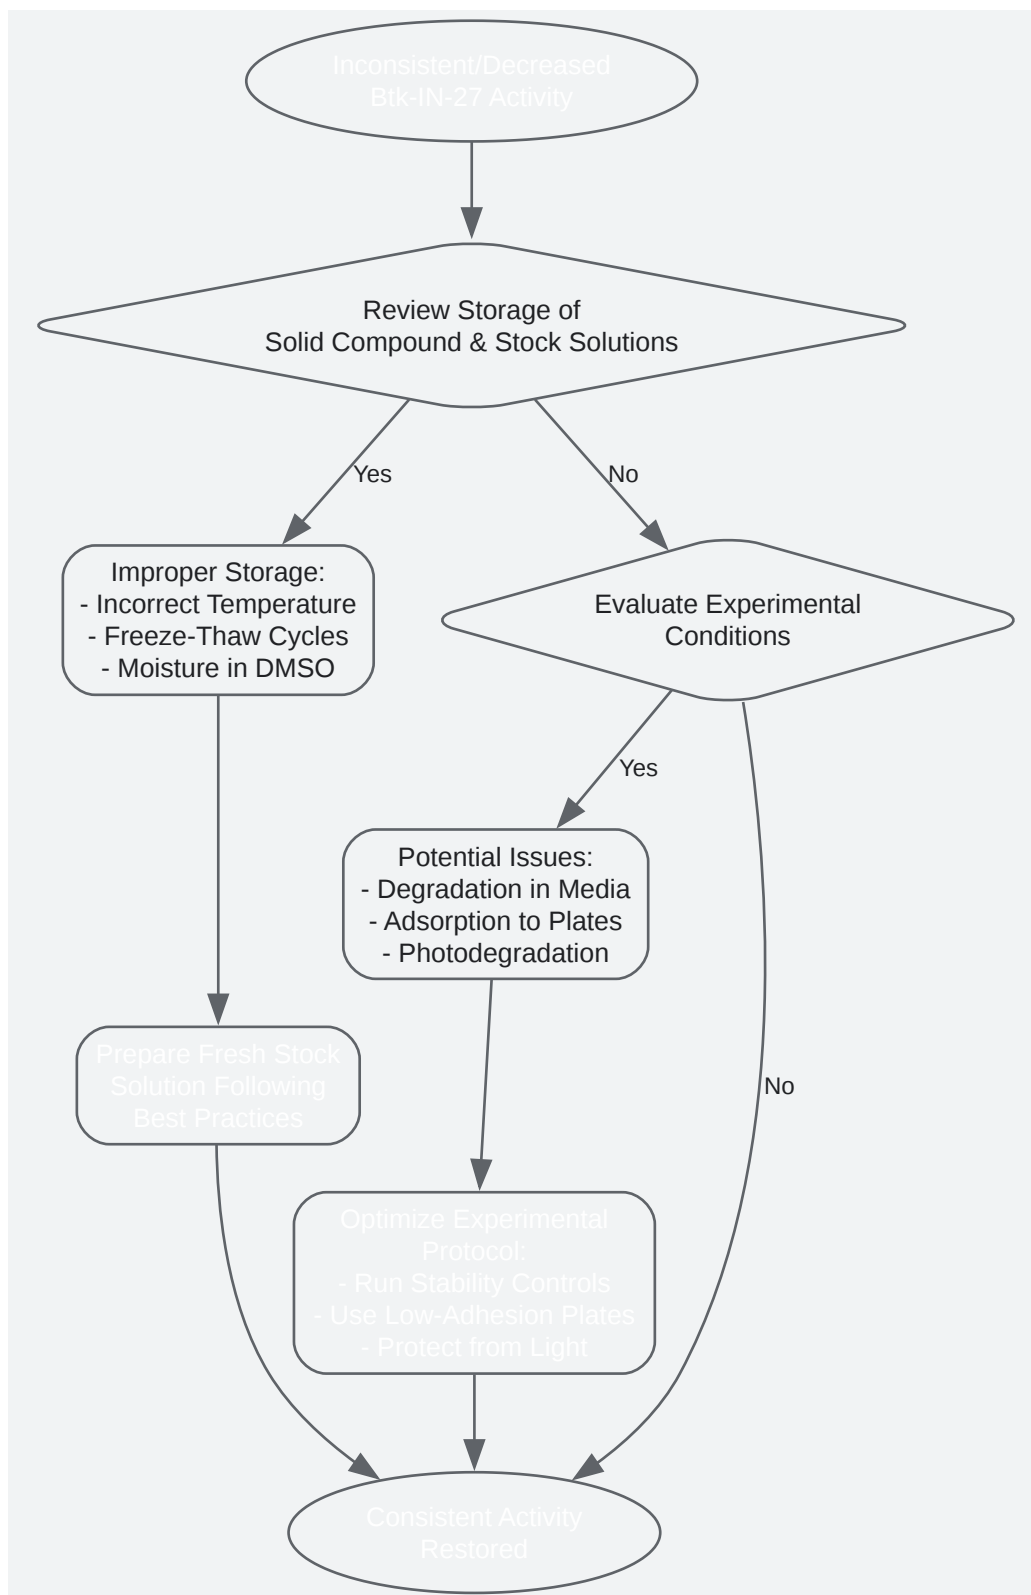 Inconsistent/Decreased
Btk-IN-27 Activity
Review Storage of
Solid Compound & Stock Solutions
Yes
No
Improper Storage:
- Incorrect Temperature
- Freeze-Thaw Cycles
- Moisture in DMSO
Evaluate Experimental
Conditions
Yes
Potential Issues:
- Degradation in Media
- Adsorption to Plates
- Photodegradation
Prepare Fresh Stock
Solution Following
Best Practices
No
Optimize Experimental
Protocol:
- Run Stability Controls
- Use Low-Adhesion Plates
- Protect from Light
Consistent Activity
Restored